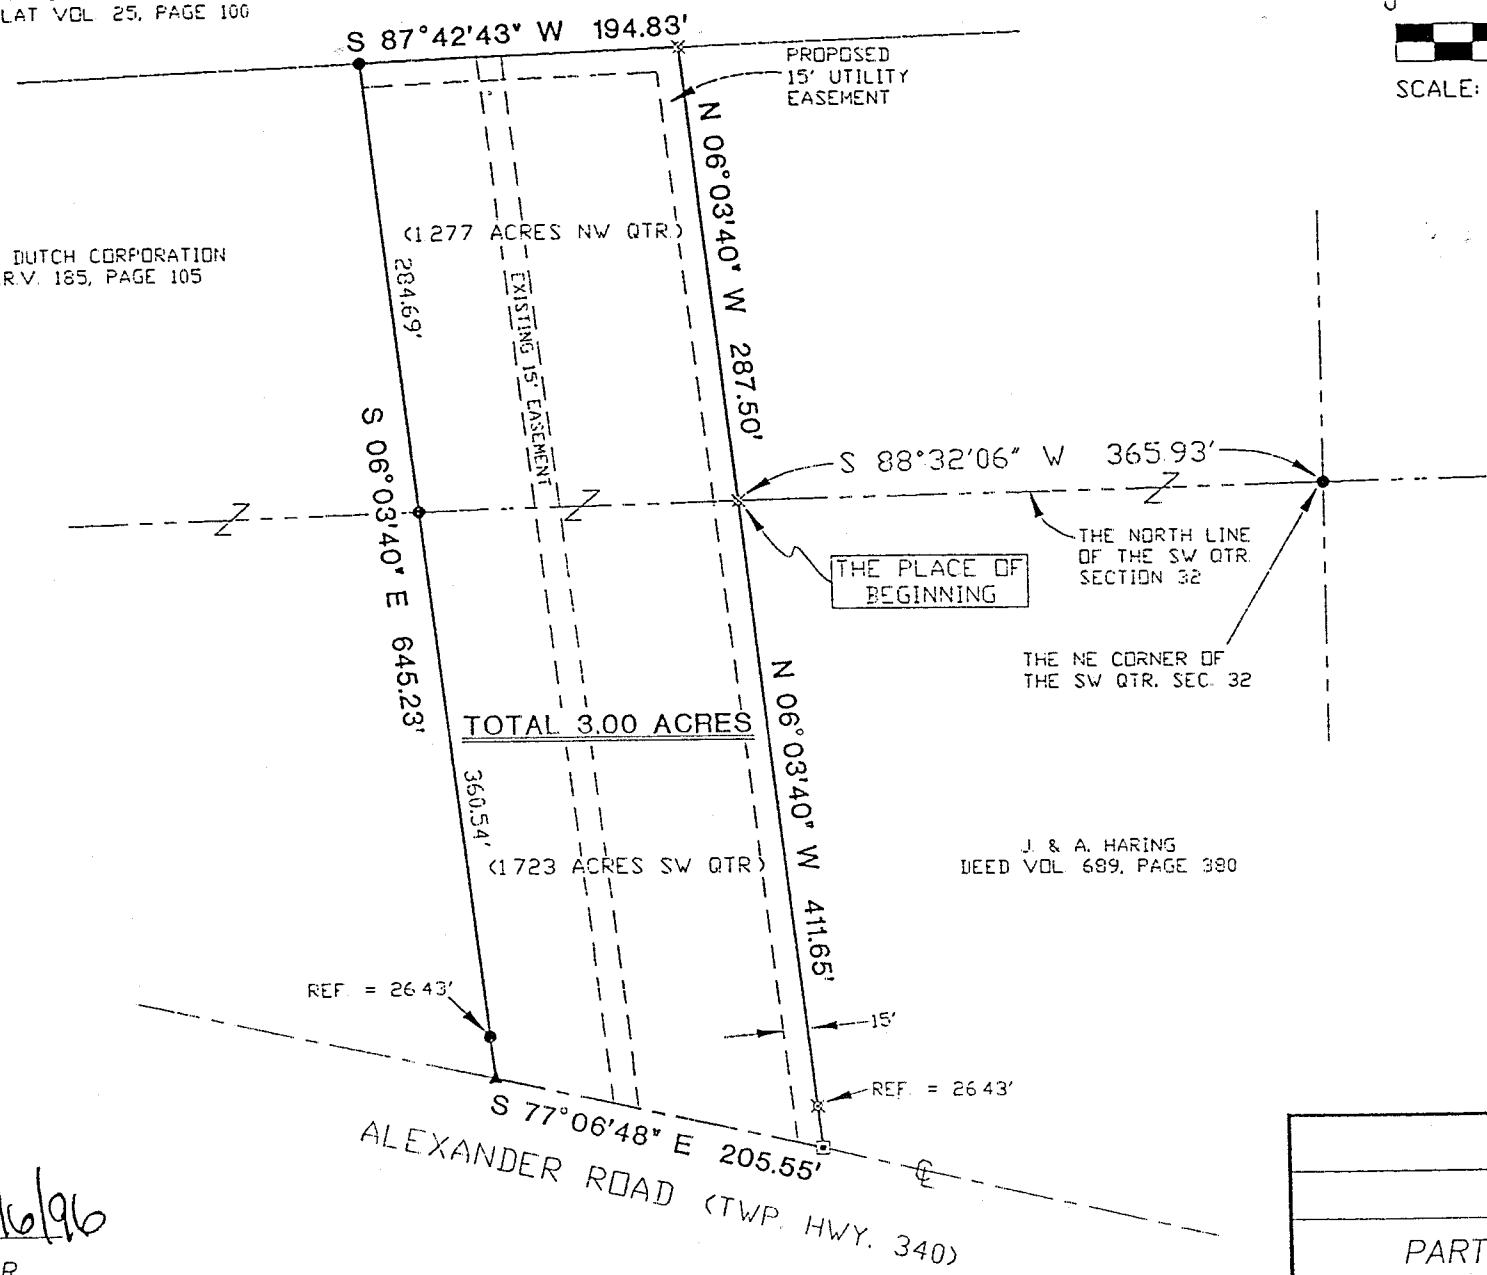 LAT VOL. 25, PAGE 100
S 87°42'43" W 194.83'
PROPOSED
15' UTILITY
EASEMENT
SCALE:
N 06°03'40" W 287.50'
(1.277 ACRES NW QTR.)
DUTCH CORPORATION
R.V. 185, PAGE 105
284.69'
EXISTING 15' EASEMENT
S 06°03'40" E 645.23'
S 88°32'06" W 365.93'
THE NORTH LINE
OF THE SW QTR.
SECTION 32
THE PLACE OF
BEGINNING
THE NE CORNER OF
THE SW QTR. SEC. 32
N 06°03'40" W 411.65'
TOTAL 3.00 ACRES
360.54'
(1.723 ACRES SW QTR)
J. & A. HARING
DEED VOL. 689, PAGE 380
REF. = 26.43'
15'
REF. = 26.43'
S 77°06'48" E 205.55'
ALEXANDER ROAD (TWP. HWY. 340)
16/96
R
PART